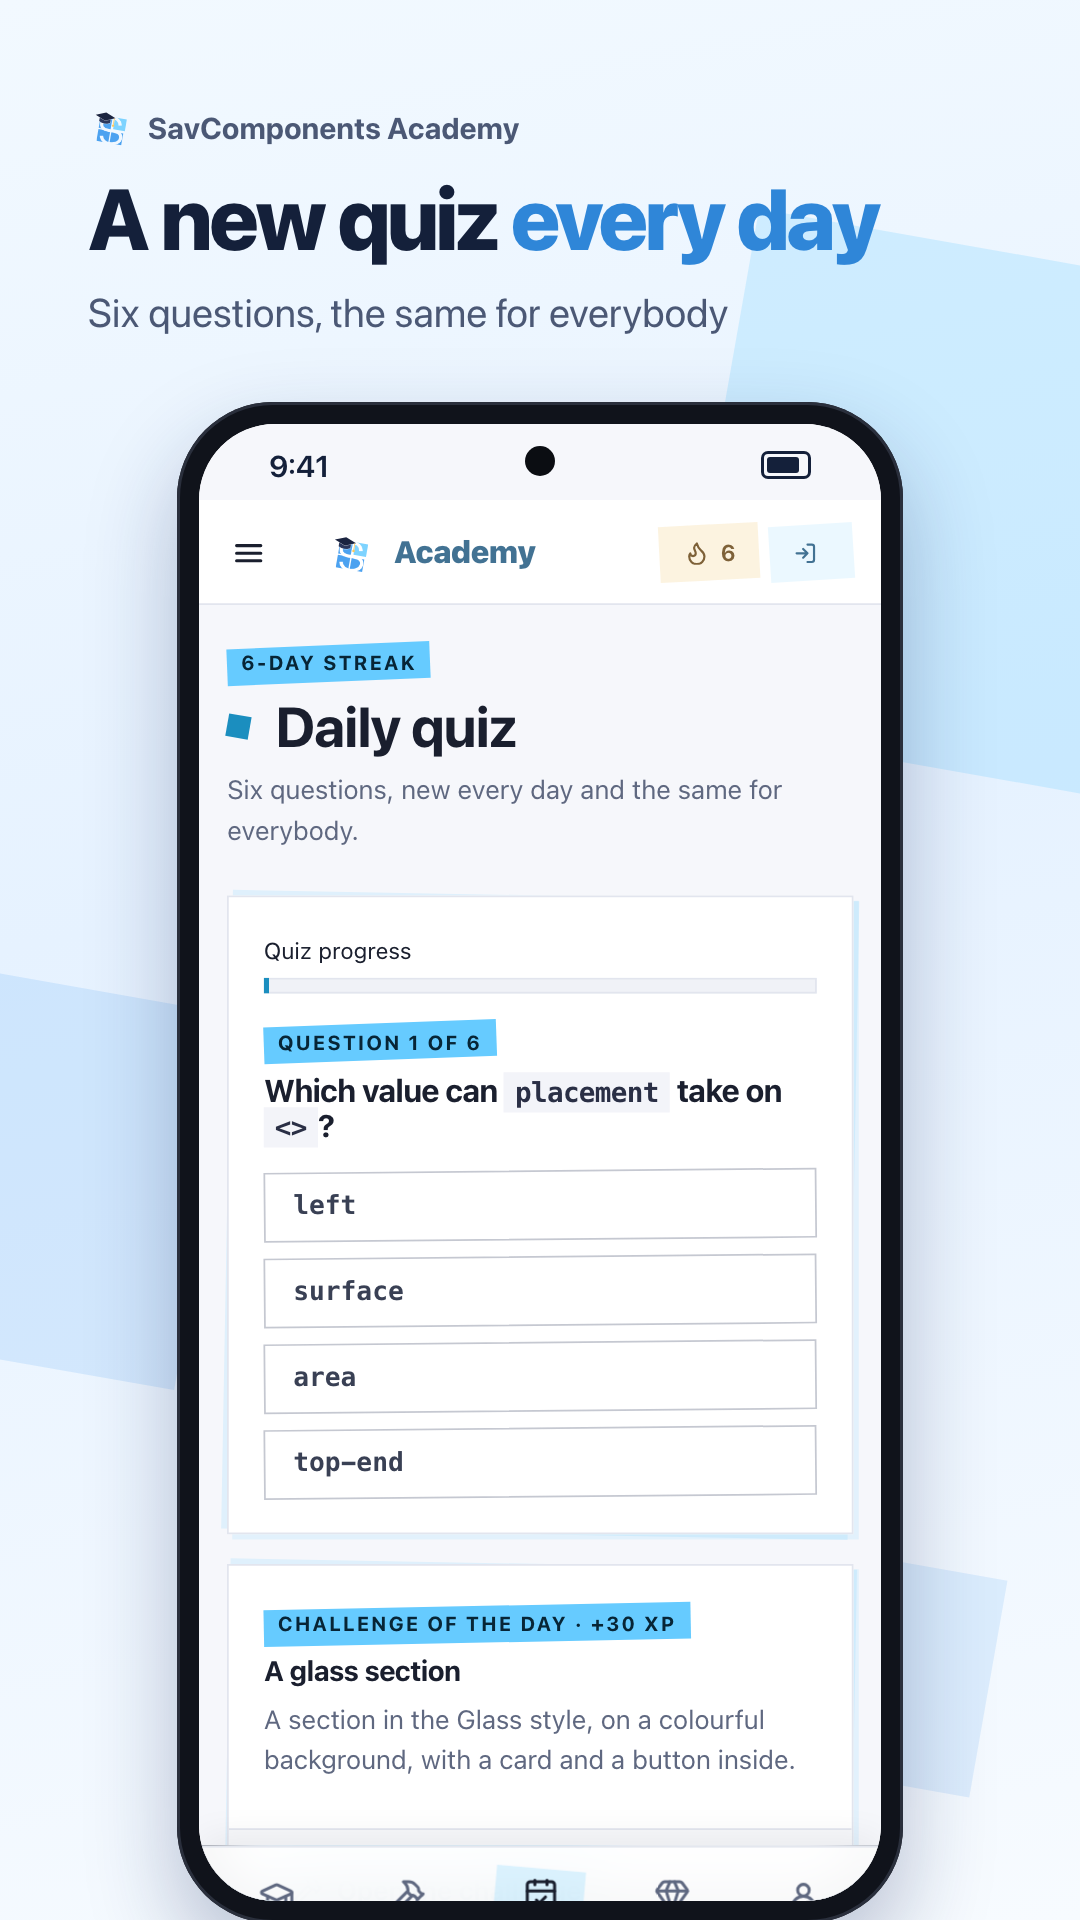 SavComponents Academy
A new quiz every day
Six questions, the same for everybody
9:41
Academy
6
6-DAY STREAK
Daily quiz
Six questions, new every day and the same for
everybody.
Quiz progress
QUESTION 1 OF 6
Which value can placement take on
<> ?
left
surface
area
top-end
CHALLENGE OF THE DAY · +30 XP
A glass section
A section in the Glass style, on a colourful
background, with a card and a button inside.